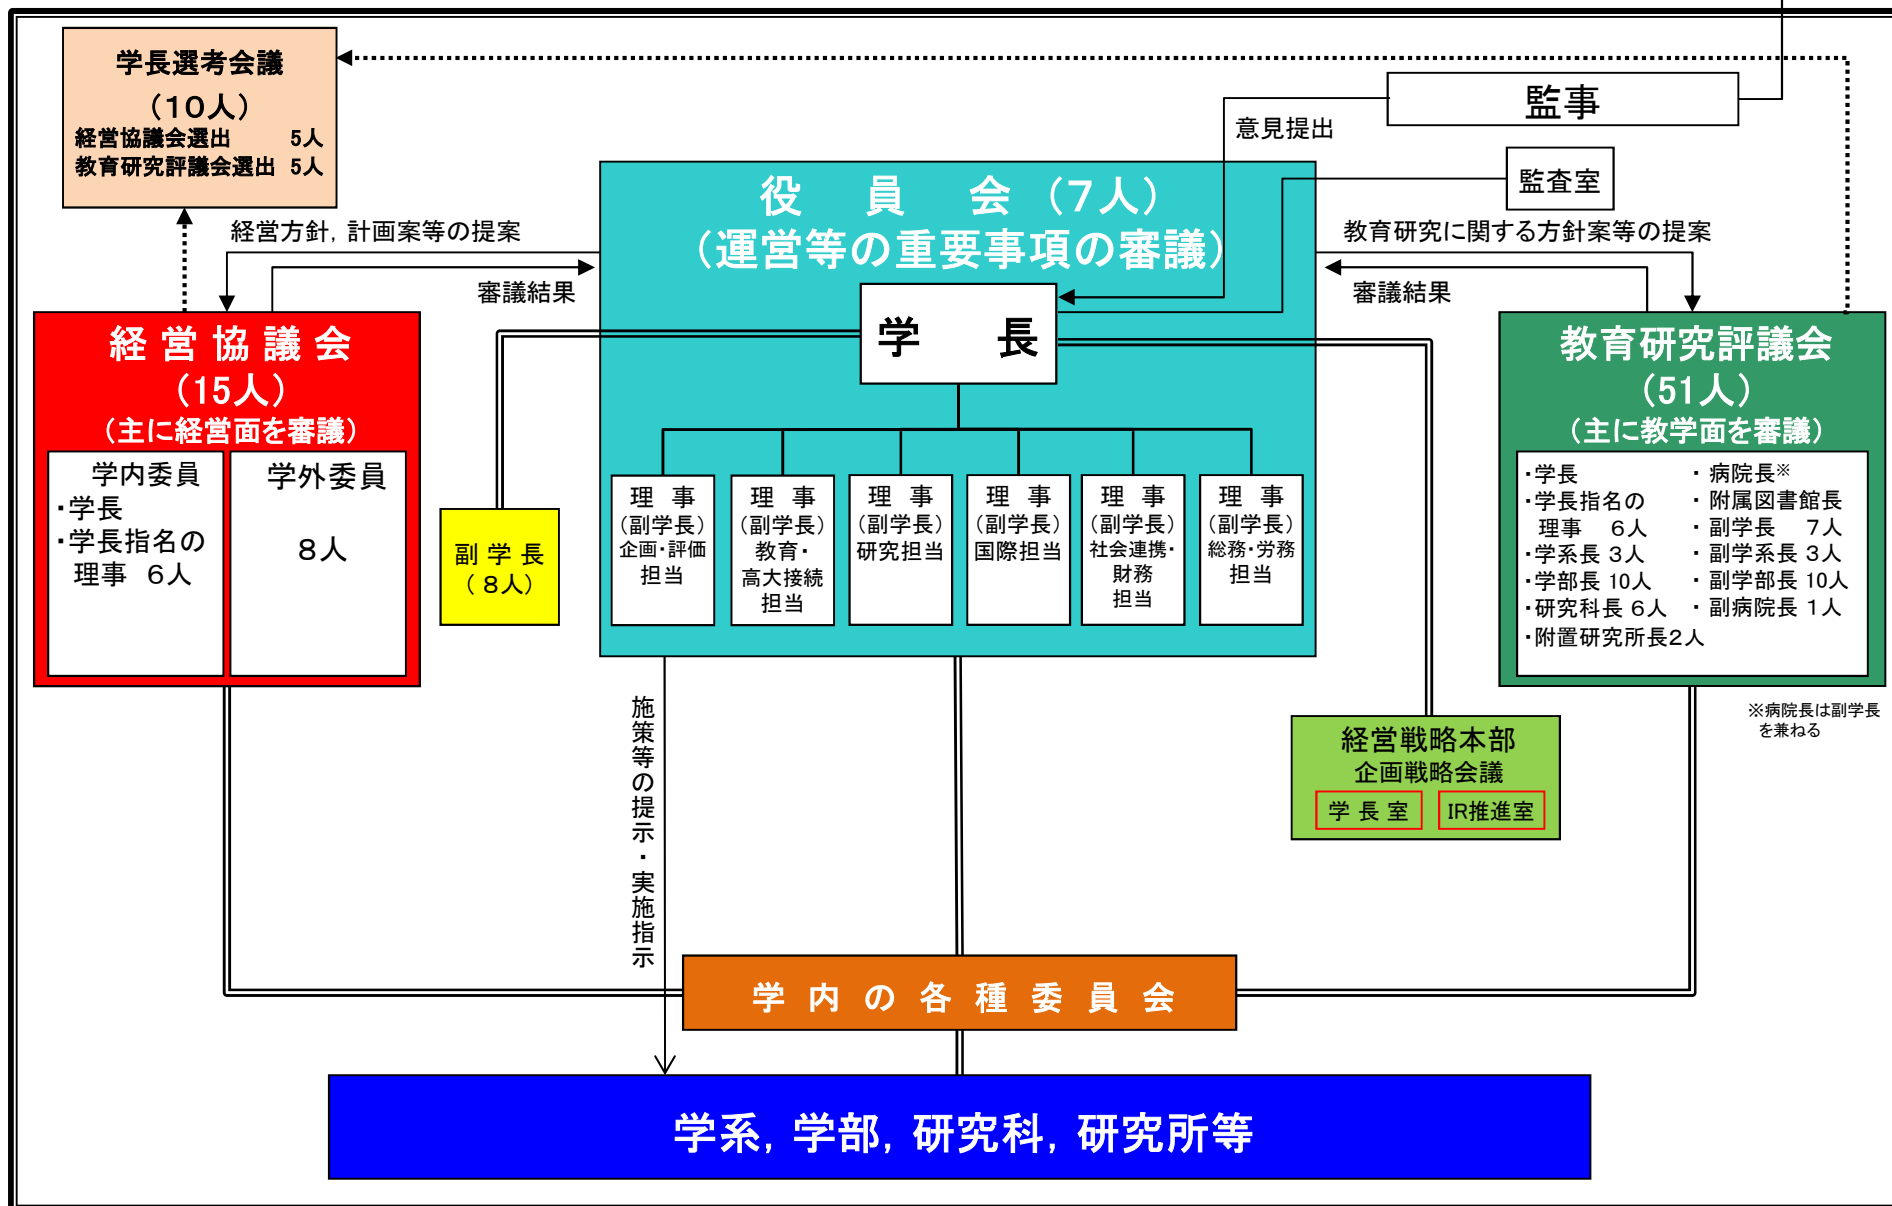 学長選考会議
（10人）
経営協議会選出　5人
教育研究評議会選出　5人
監事
意見提出
監査室
役　員　会（7人）
（運営等の重要事項の審議）
経営方針，計画案等の提案
審議結果
教育研究に関する方針案等の提案
審議結果
学　長
経営協議会
（15人）
（主に経営面を審議）
学内委員
・学長
・学長指名の
理事　6人
学外委員
8人
副学長
（8人）
理　事
（副学長）
企画・評価
担当
理　事
（副学長）
教育・
高大接続
担当
理　事
（副学長）
研究担当
理　事
（副学長）
国際担当
理　事
（副学長）
社会連携・
財務
担当
理　事
（副学長）
総務・労務
担当
教育研究評議会
（51人）
（主に教学面を審議）
・学長
・学長指名の
理事　6人
・学系長 3人
・学部長 10人
・研究科長 6人
・附置研究所長2人
・病院長※
・附属図書館長
・副学長　7人
・副学系長 3人
・副学部長 10人
・副病院長 1人
※病院長は副学長
を兼ねる
経営戦略本部
企画戦略会議
学長室
IR推進室
施策等の提示・実施指示
学内の各種委員会
学系，学部，研究科，研究所等